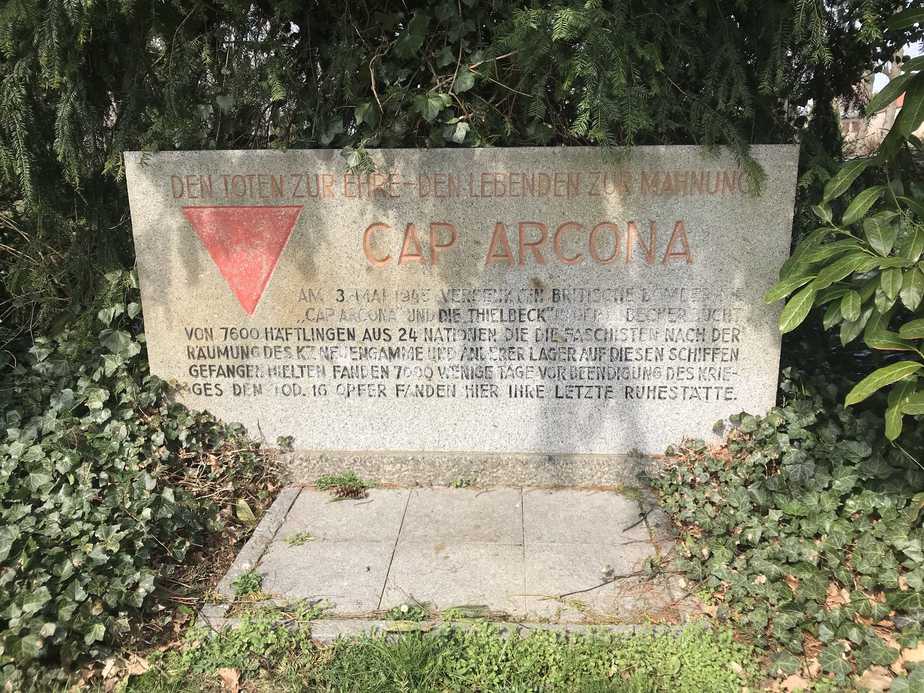 DEN TOTEN ZUR EHRE – DEN LEBENDEN ZUR MAHNUNG
CAP ARCONA
AM 3. MAI 1945 VERSENKTEN BRITISCHE BOMBER DIE
„CAP ARCONA“ UND DIE „THIELBECK“ IN DER LÜBECKER BUCHT
VON 7600 HÄFTLINGEN AUS 24 NATIONEN, DIE DIE FASCHISTEN NACH DER
RÄUMUNG DES KZ NEUENGAMME UND ANDERER LAGER AUF DIESEN SCHIFFEN
GEFANGEN HIELTEN FANDEN 7000 WENIGE TAGE VOR BEENDIGUNG DES KRIE-
GES DEN TOD. 16 OPFER FANDEN HIER IHRE LETZTE RUHESTÄTTE.